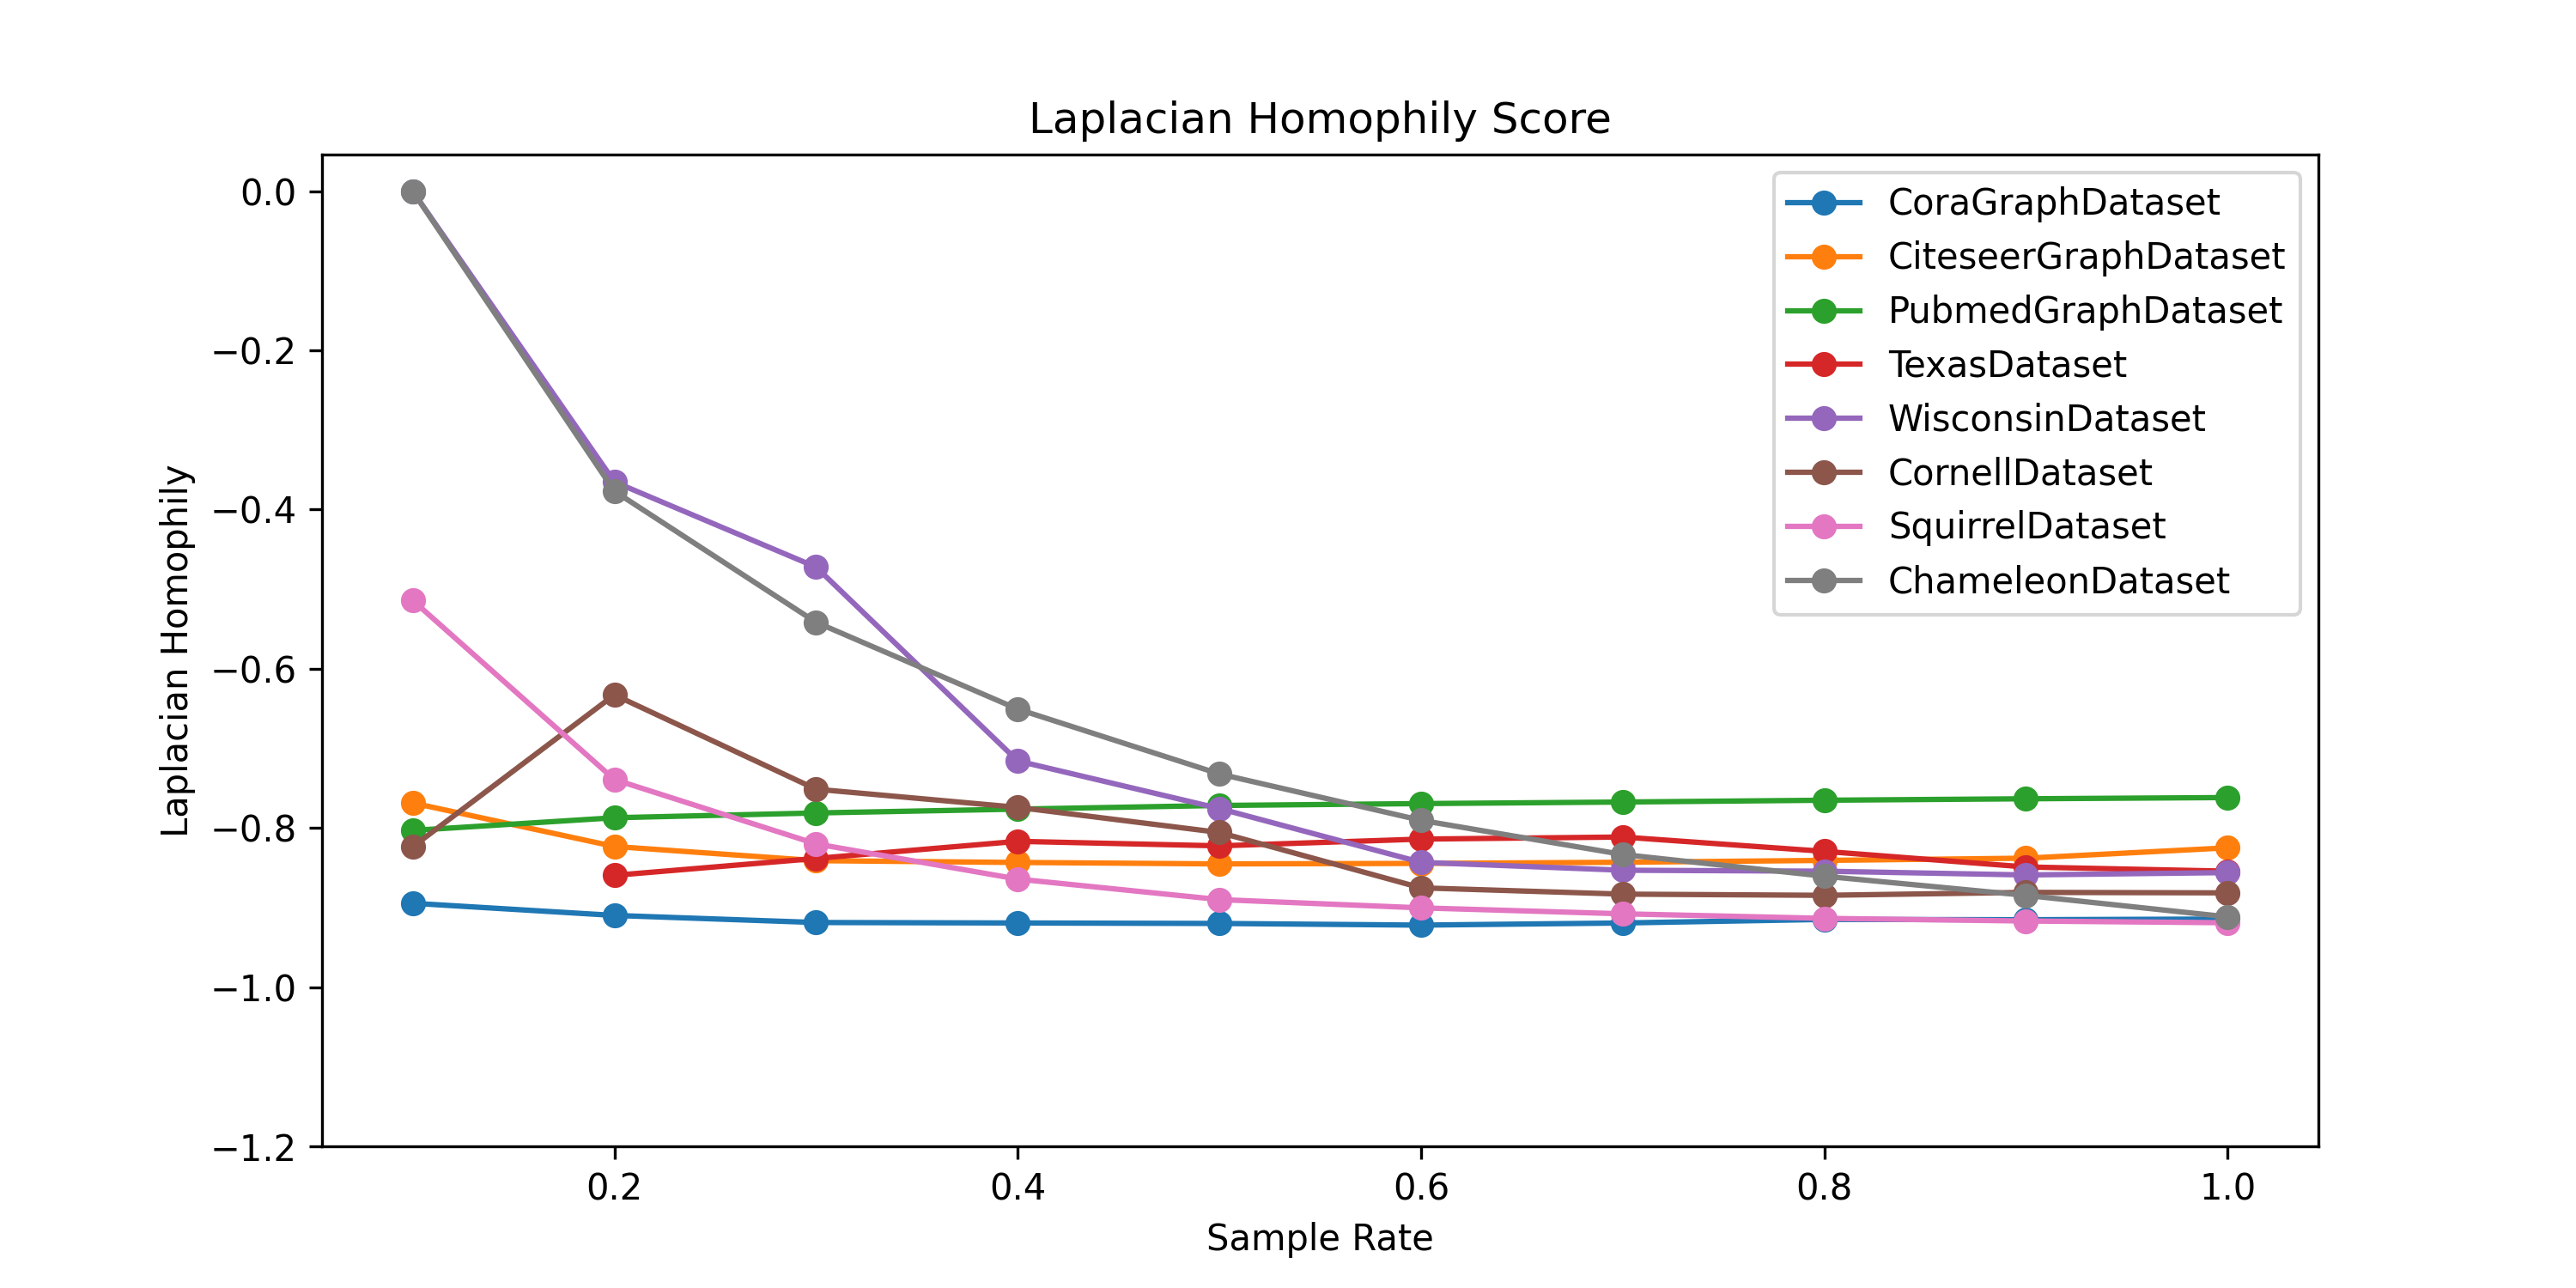 Laplacian Homophily Score
Laplacian Homophily
0.0
−0.2
−0.4
−0.6
−0.8
−1.0
−1.2
CoraGraphDataset
CiteseerGraphDataset
PubmedGraphDataset
TexasDataset
WisconsinDataset
CornellDataset
SquirrelDataset
ChameleonDataset
0.2
0.4
0.6
0.8
1.0
Sample Rate